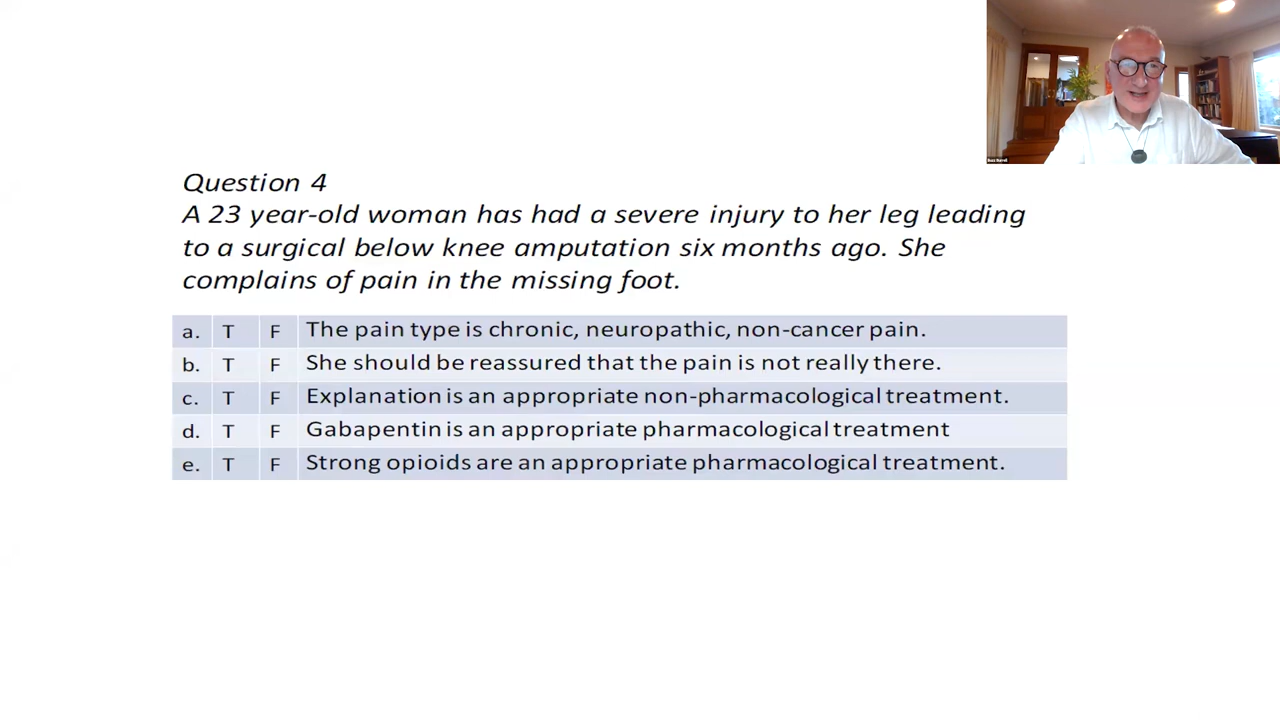 Buzz Burrell
Question 4
A 23 year-old woman has had a severe injury to her leg leading
to a surgical below knee amputation six months ago. She
complains of pain in the missing foot.
a. T F The pain type is chronic, neuropathic, non-cancer pain.
b. T F She should be reassured that the pain is not really there.
c. T F Explanation is an appropriate non-pharmacological treatment.
d. T F Gabapentin is an appropriate pharmacological treatment
e. T F Strong opioids are an appropriate pharmacological treatment.